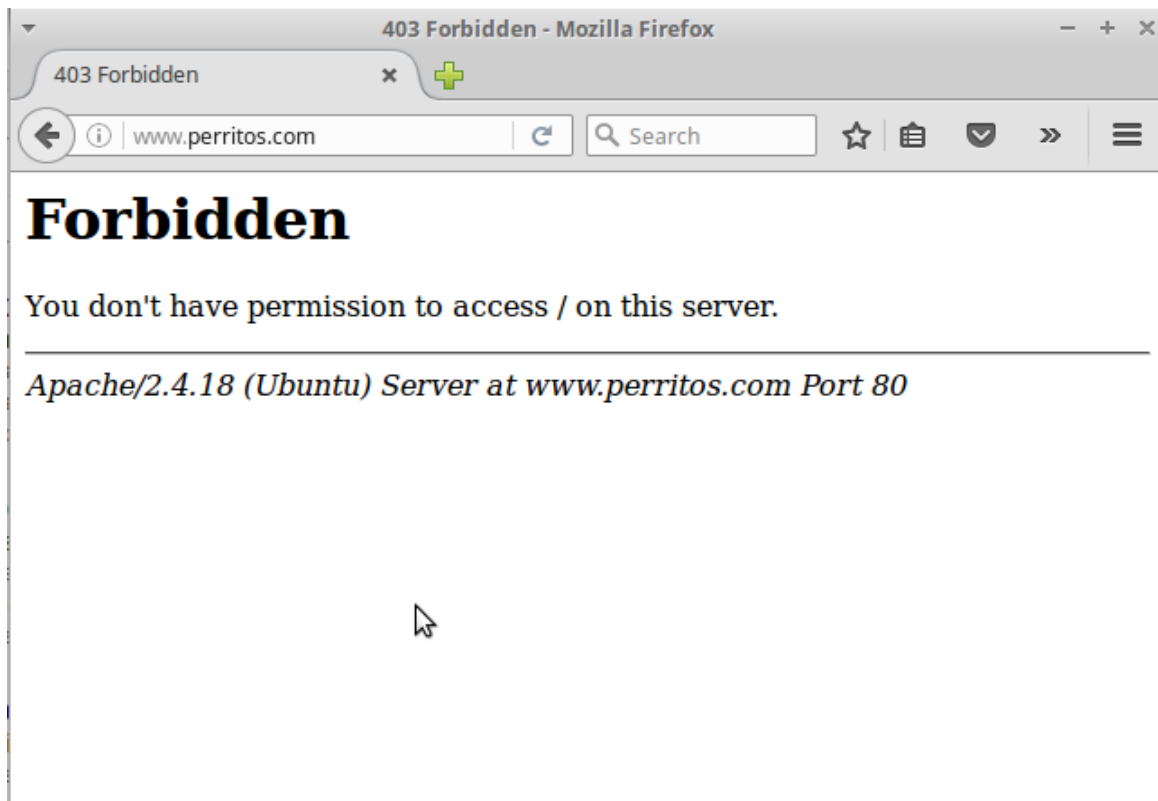 403 Forbidden - Mozilla Firefox
403 Forbidden
www.perritos.com
Search
Forbidden
You don't have permission to access / on this server.
Apache/2.4.18 (Ubuntu) Server at www.perritos.com Port 80